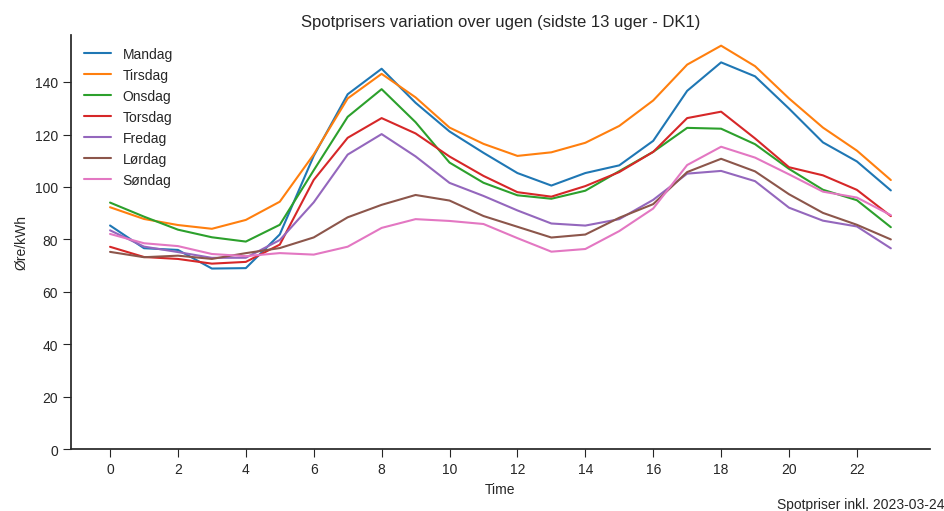 Spotprisers variation over ugen (sidste 13 uger - DK1)
Mandag
Tirsdag
Onsdag
Torsdag
Fredag
Lørdag
Søndag
Øre/kWh
140
120
100
80
60
40
20
0
0 2 4 6 8 10 12 14 16 18 20 22
Time
Spotpriser inkl. 2023-03-24